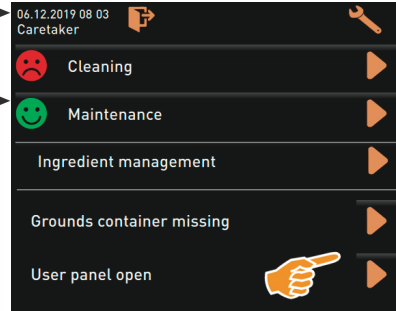 06.12.2019 08 03
Caretaker
Cleaning
Maintenance
Ingredient management
Grounds container missing
User panel open